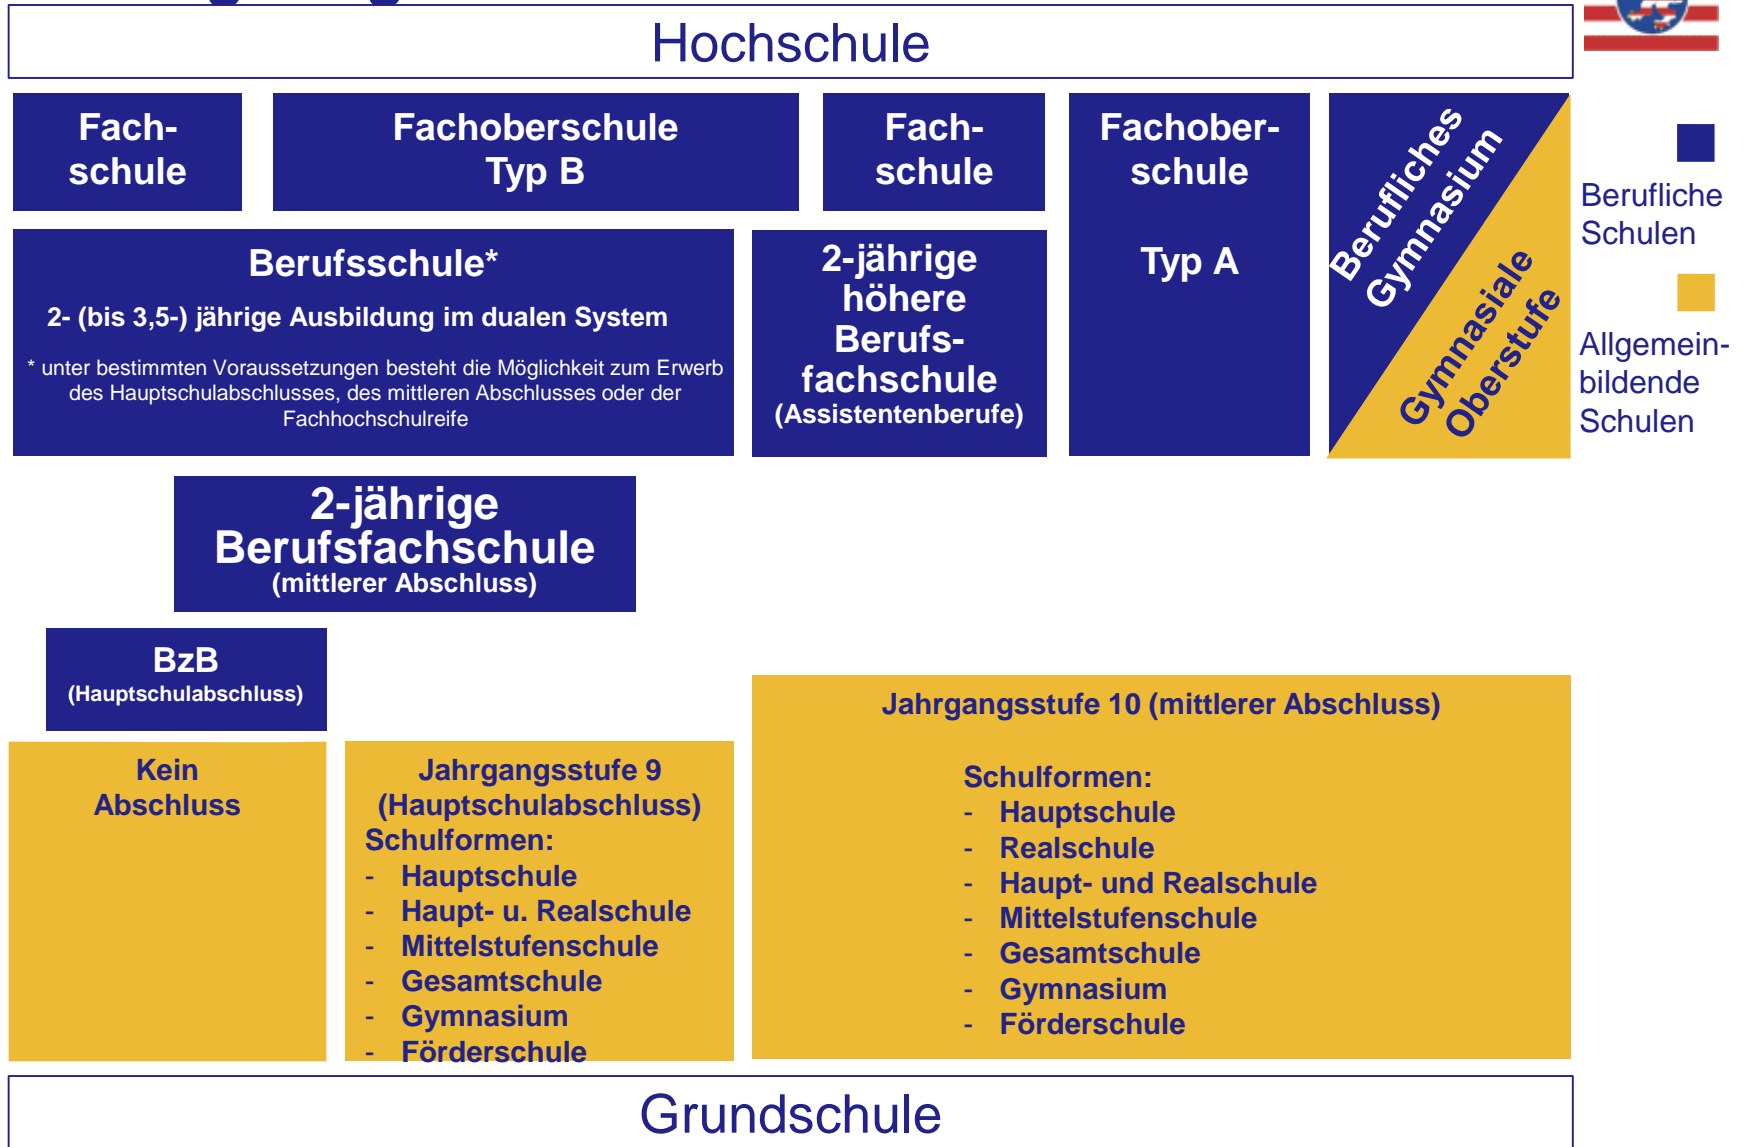 Hochschule
Fach-
schule
Fachoberschule
Typ B
Fach-
schule
Fachober-
schule
Typ A
Berufliches
Gymnasium
Gymnasiale
Oberstufe
Berufliche
Schulen
Allgemein-
bildende
Schulen
Berufsschule*
2- (bis 3,5-) jährige Ausbildung im dualen System
* unter bestimmten Voraussetzungen besteht die Möglichkeit zum Erwerb
des Hauptschulabschlusses, des mittleren Abschlusses oder der
Fachhochschulreife
2-jährige
höhere
Berufs-
fachschule
(Assistentenberufe)
2-jährige
Berufsfachschule
(mittlerer Abschluss)
BzB
(Hauptschulabschluss)
Kein
Abschluss
Jahrgangsstufe 9
(Hauptschulabschluss)
Schulformen:
- Hauptschule
- Haupt- u. Realschule
- Mittelstufenschule
- Gesamtschule
- Gymnasium
- Förderschule
Jahrgangsstufe 10 (mittlerer Abschluss)
Schulformen:
- Hauptschule
- Realschule
- Haupt- und Realschule
- Mittelstufenschule
- Gesamtschule
- Gymnasium
- Förderschule
Grundschule